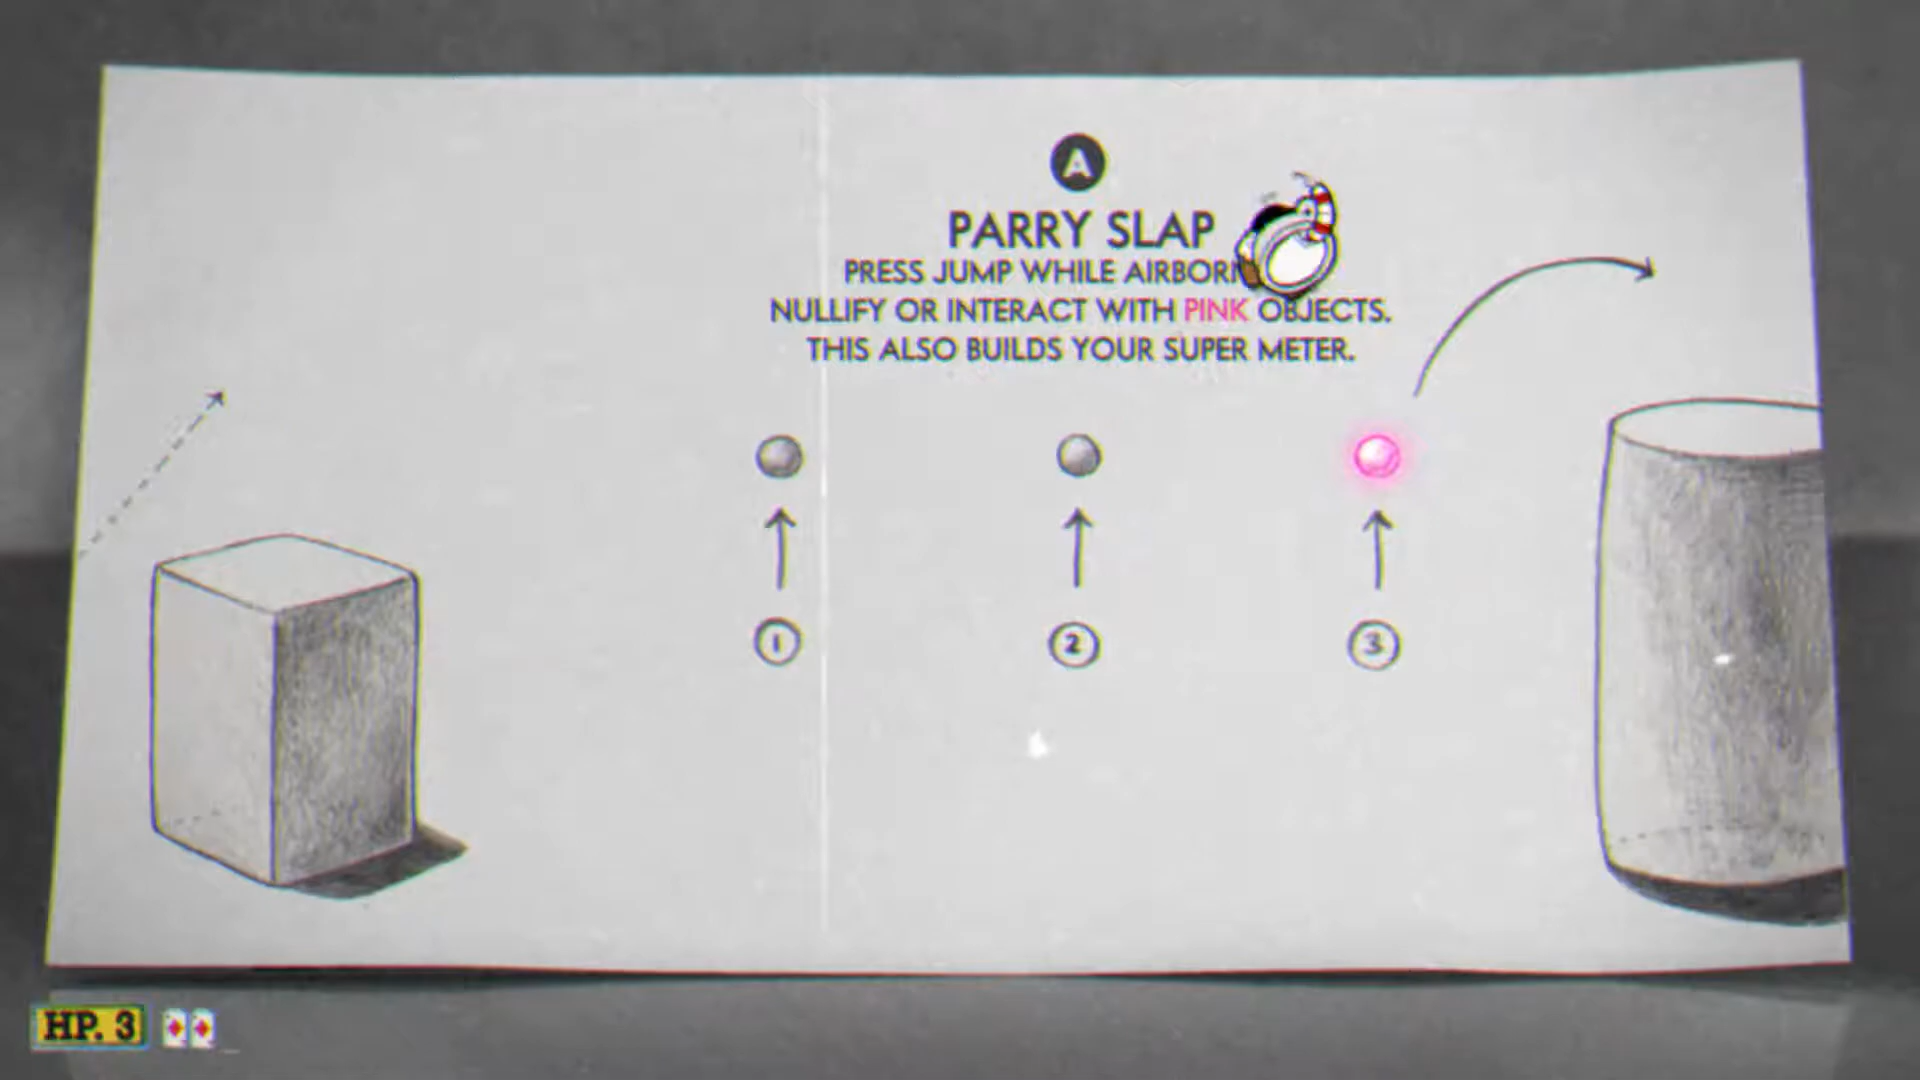 A
PARRY SLAP
PRESS JUMP WHILE
NULLIFY OR INTERACT WITH PINK OBJECTS.
THIS ALSO BUILDS YOUR SUPER METER.
1 2 3
HP. 3